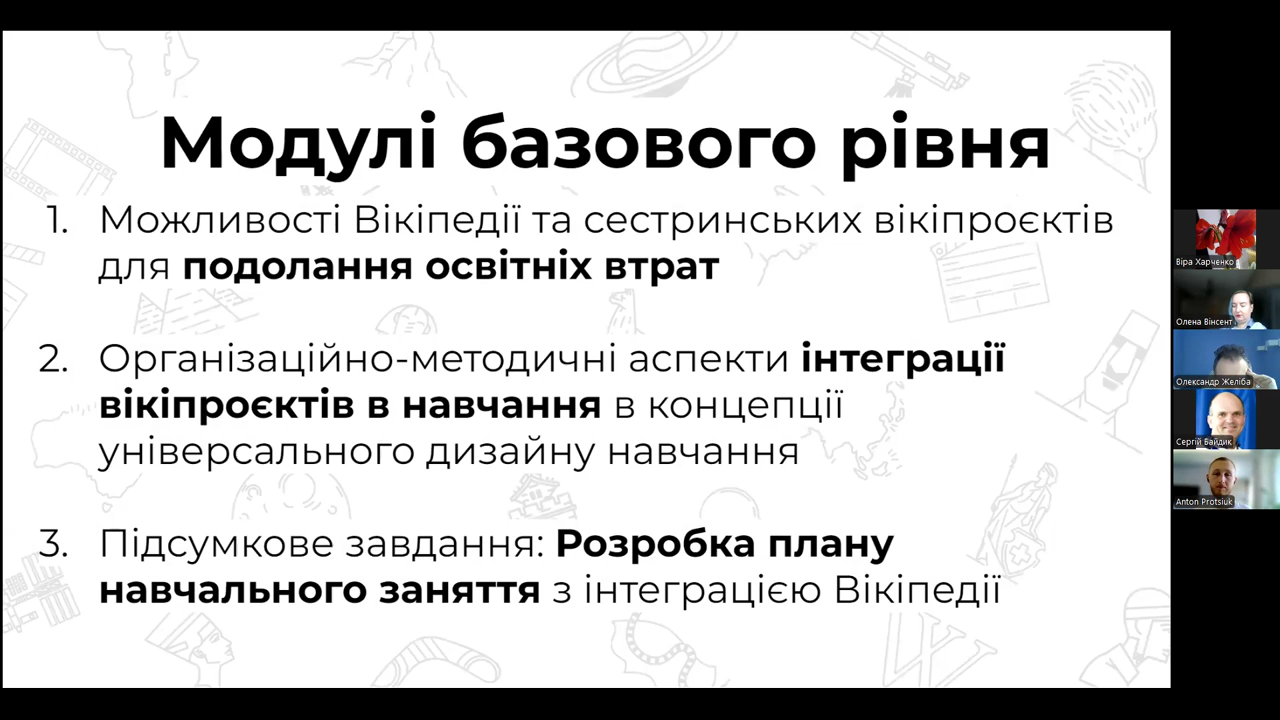 Модулі базового рівня
1. Можливості Вікіпедії та сестринських вікіпроєктів
для подолання освітніх втрат
2. Організаційно-методичні аспекти інтеграції
вікіпроєктів в навчання в концепції
універсального дизайну навчання
3. Підсумкове завдання: Розробка плану
навчального заняття з інтеграцією Вікіпедії
Віра Харченко
Олена Вінсент
Олександр Желіба
Сергій Байдик
Anton Protsiuk